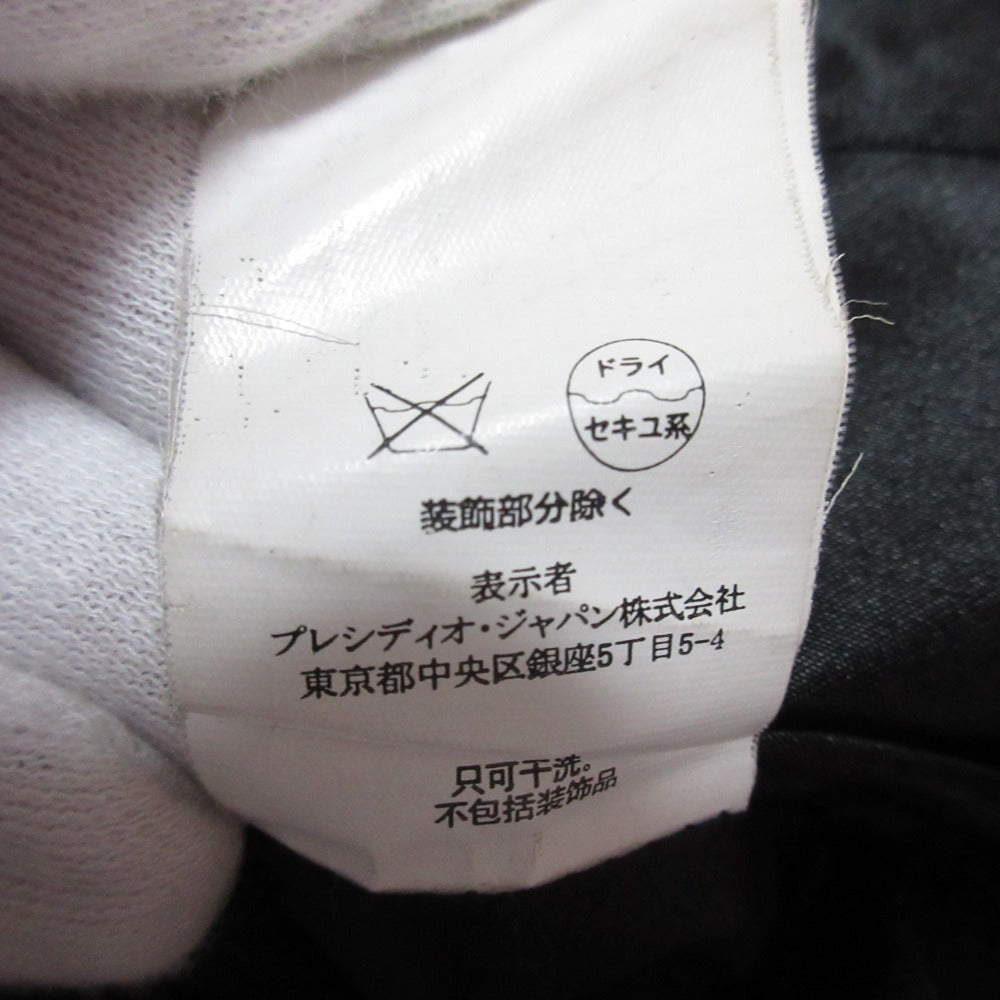 ドライ
セキユ系
装飾部分除く
表示者
プレシディオ・ジャパン株式会社
東京都中央区銀座5丁目5-4
只可干洗。
不包括装饰品